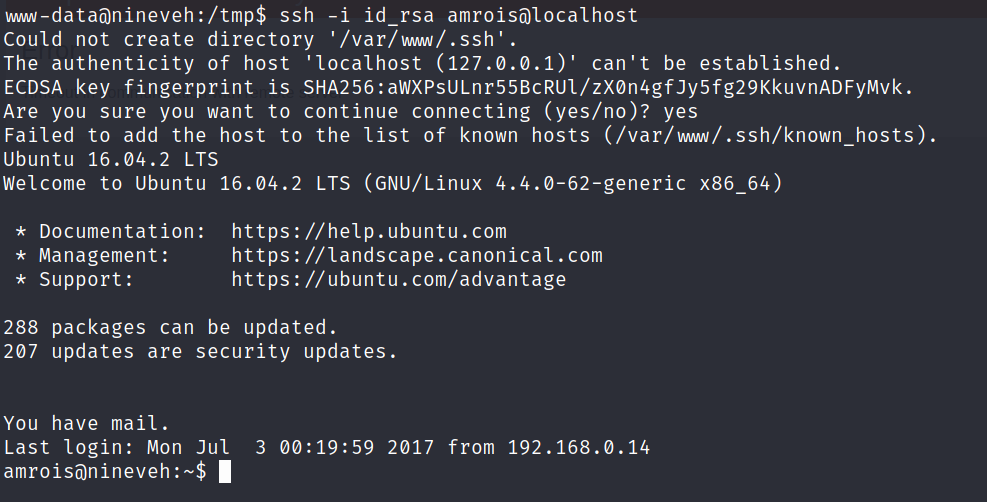 www-data@nineveh:/tmp$ ssh -i id_rsa amrois@localhost
Could not create directory '/var/www/.ssh'.
The authenticity of host 'localhost (127.0.0.1)' can't be established.
ECDSA key fingerprint is SHA256:aWXPsULnr55BcRUl/zX0n4gfJy5fg29KkuvnADFyMvk.
Are you sure you want to continue connecting (yes/no)? yes
Failed to add the host to the list of known hosts (/var/www/.ssh/known_hosts).
Ubuntu 16.04.2 LTS
Welcome to Ubuntu 16.04.2 LTS (GNU/Linux 4.4.0-62-generic x86_64)
 * Documentation:  https://help.ubuntu.com
 * Management:     https://landscape.canonical.com
 * Support:        https://ubuntu.com/advantage
288 packages can be updated.
207 updates are security updates.
You have mail.
Last login: Mon Jul  3 00:19:59 2017 from 192.168.0.14
amrois@nineveh:~$